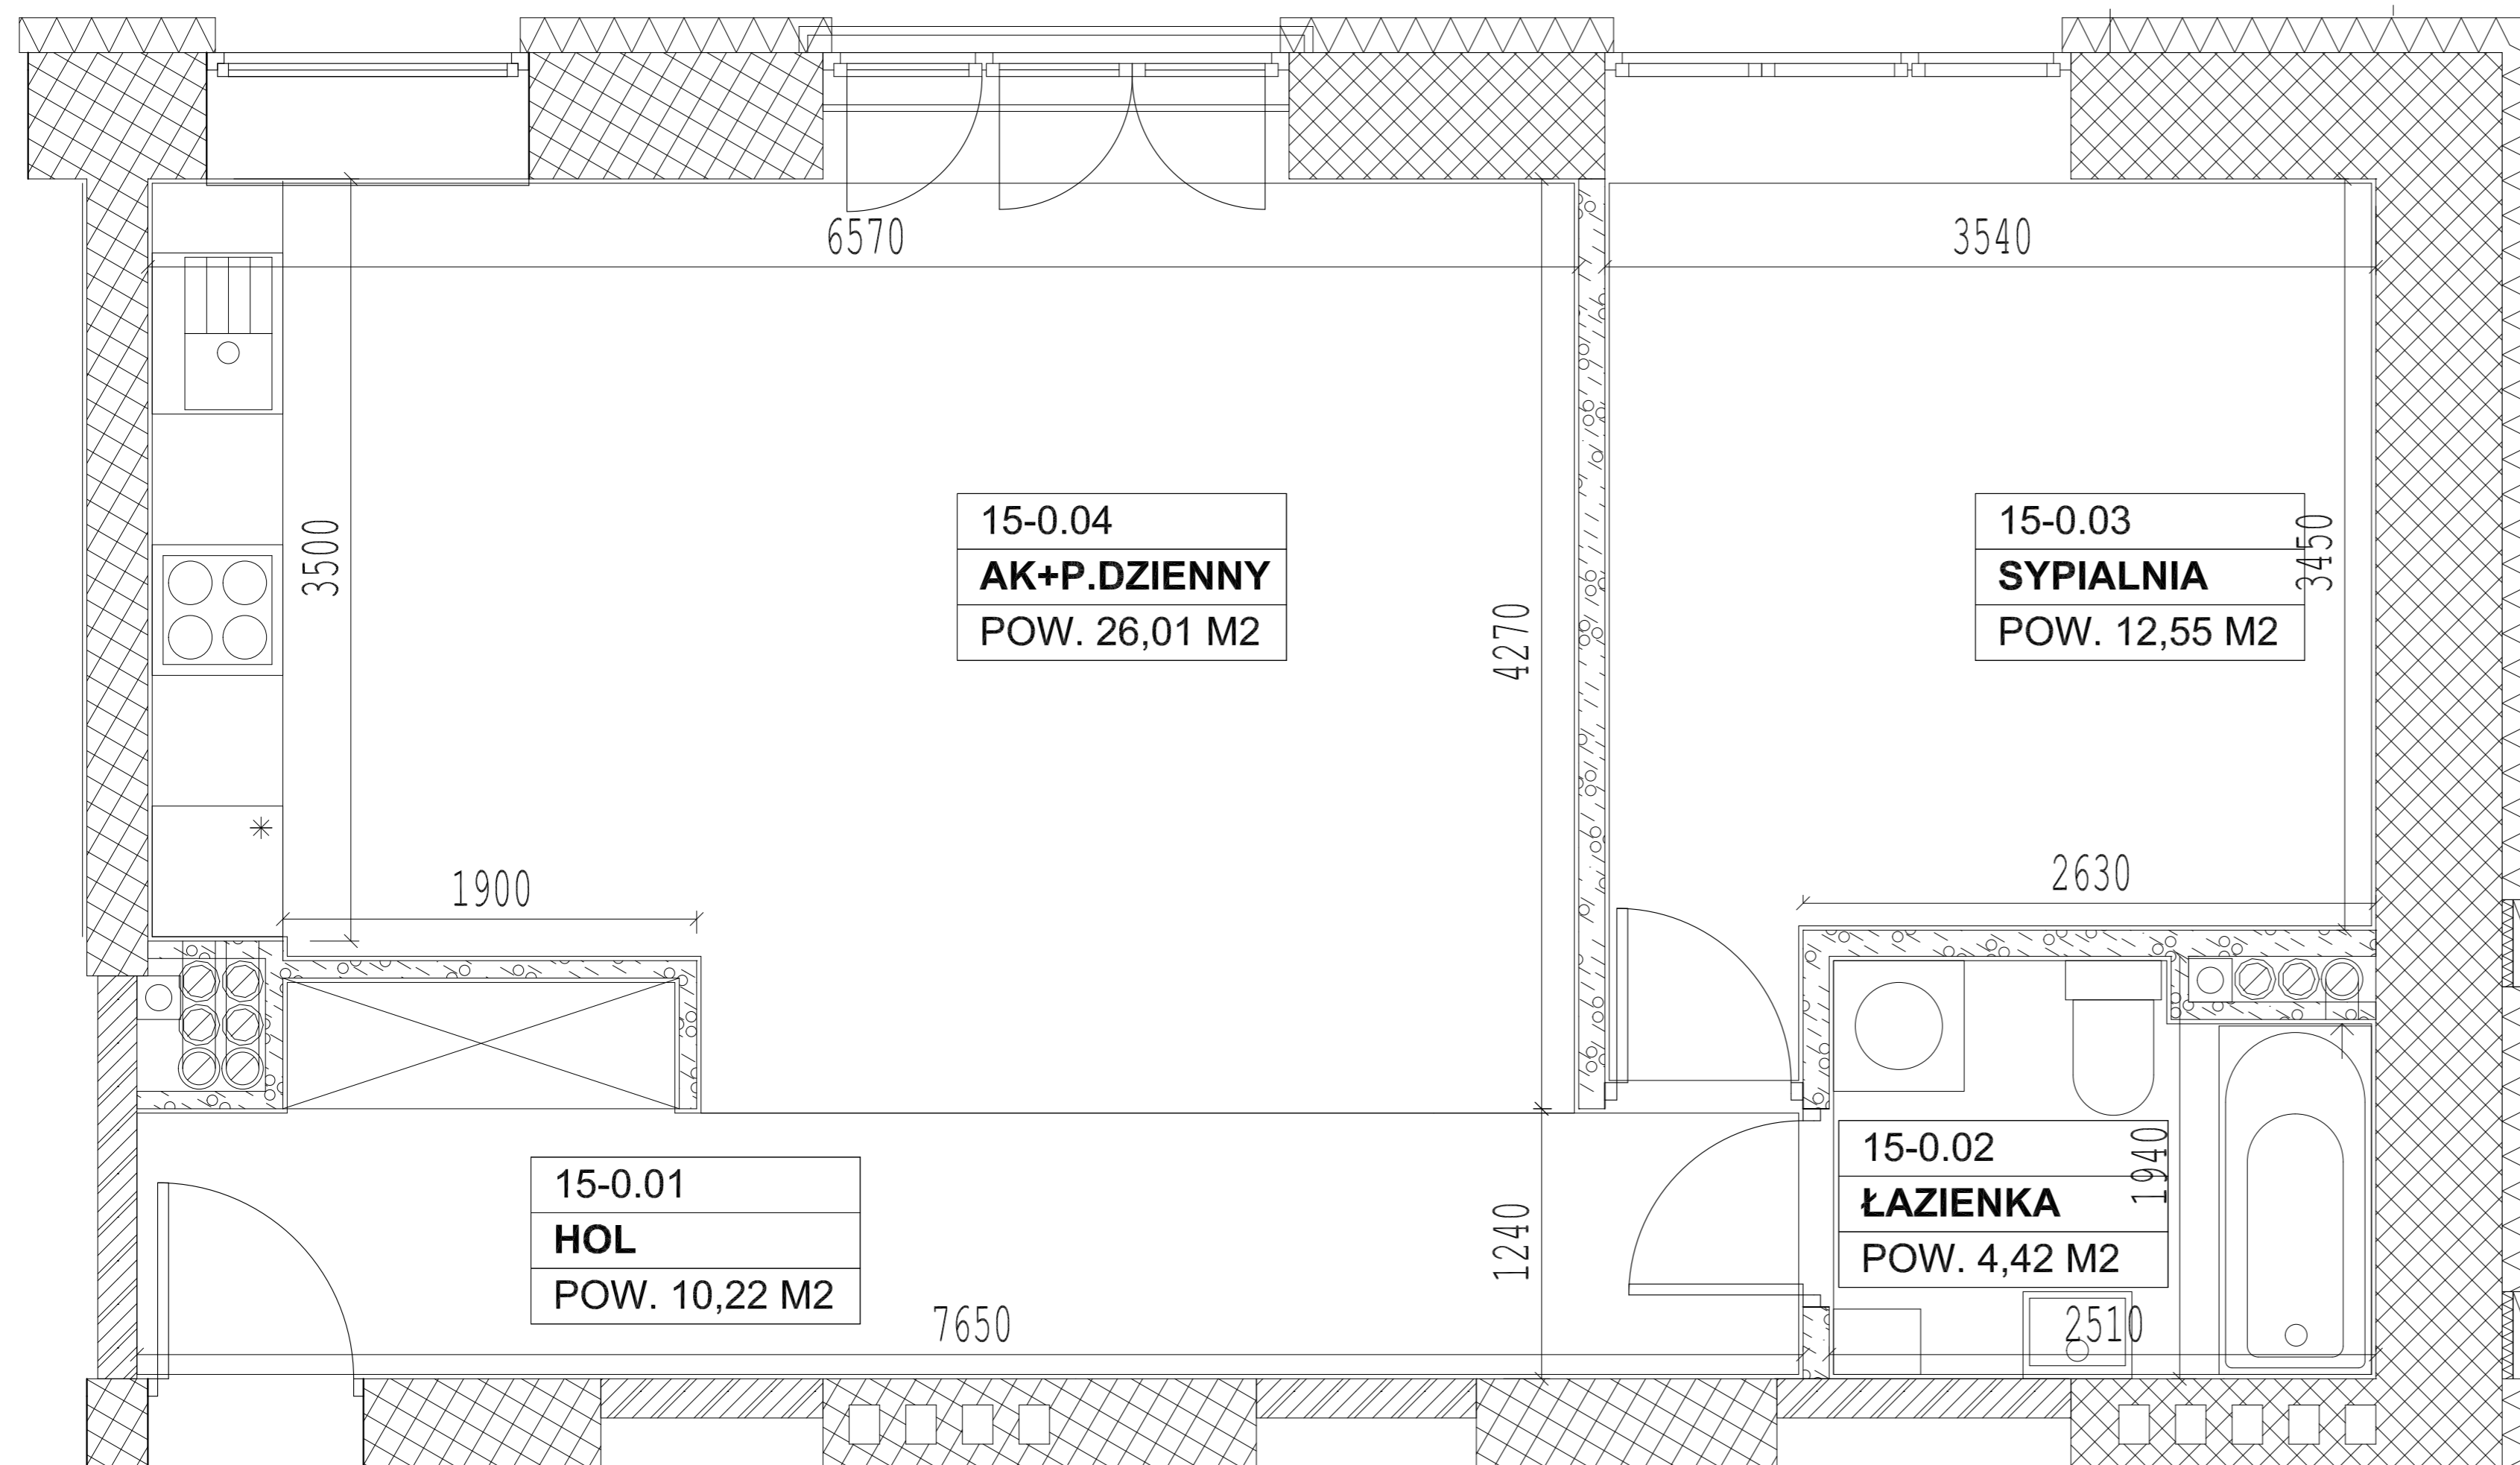 6570
3540
3500
15-0.04
AK+P.DZIENNY
POW. 26,01 M2
4270
15-0.03
SYPIALNIA
POW. 12,55 M2
3450
1900
2630
15-0.01
HOL
POW. 10,22 M2
7650
1240
15-0.02
ŁAZIENKA
POW. 4,42 M2
1940
2510